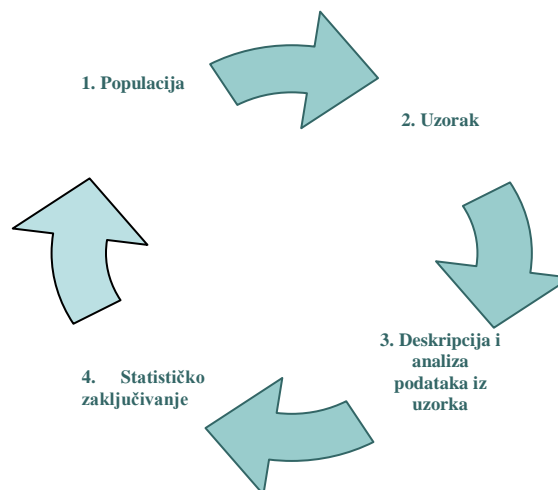 1. Populacija
2. Uzorak
3. Deskripcija i
analiza
podataka iz
uzorka
4. Statističko
zaključivanje